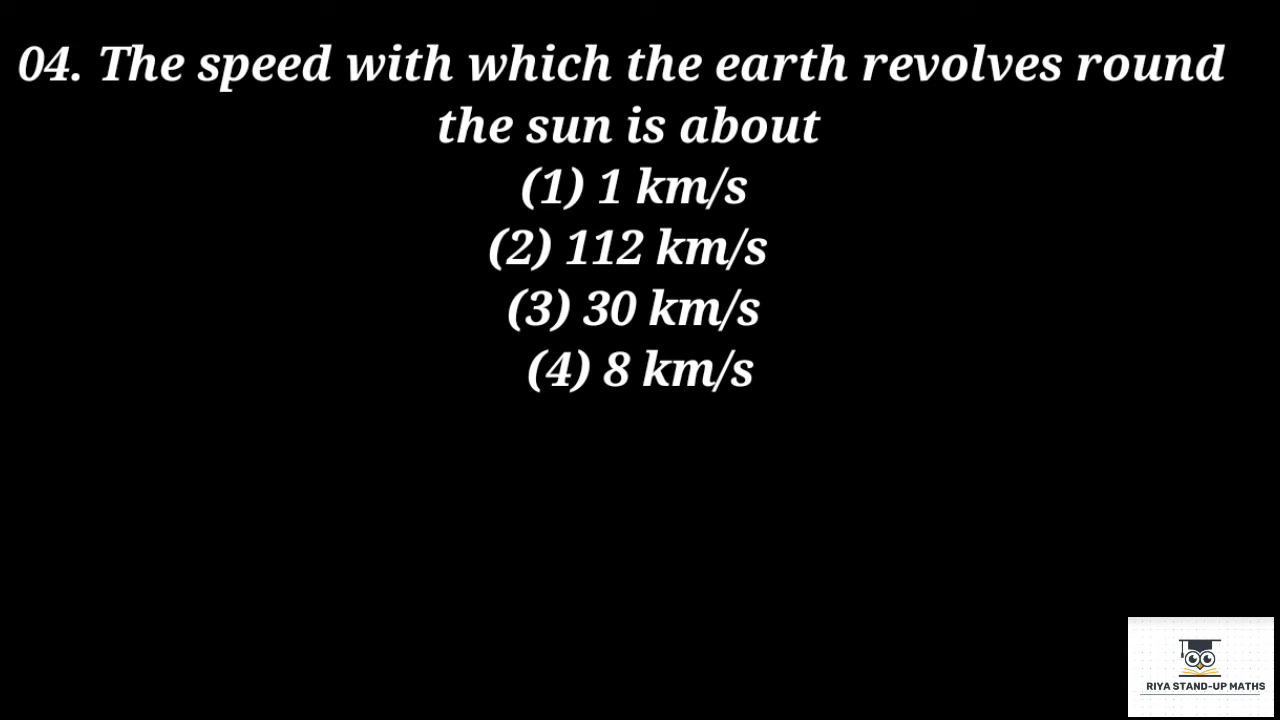 04. The speed with which the earth revolves round
the sun is about
(1) 1 km/s
(2) 112 km/s
(3) 30 km/s
(4) 8 km/s
RIYA STAND-UP MATHS